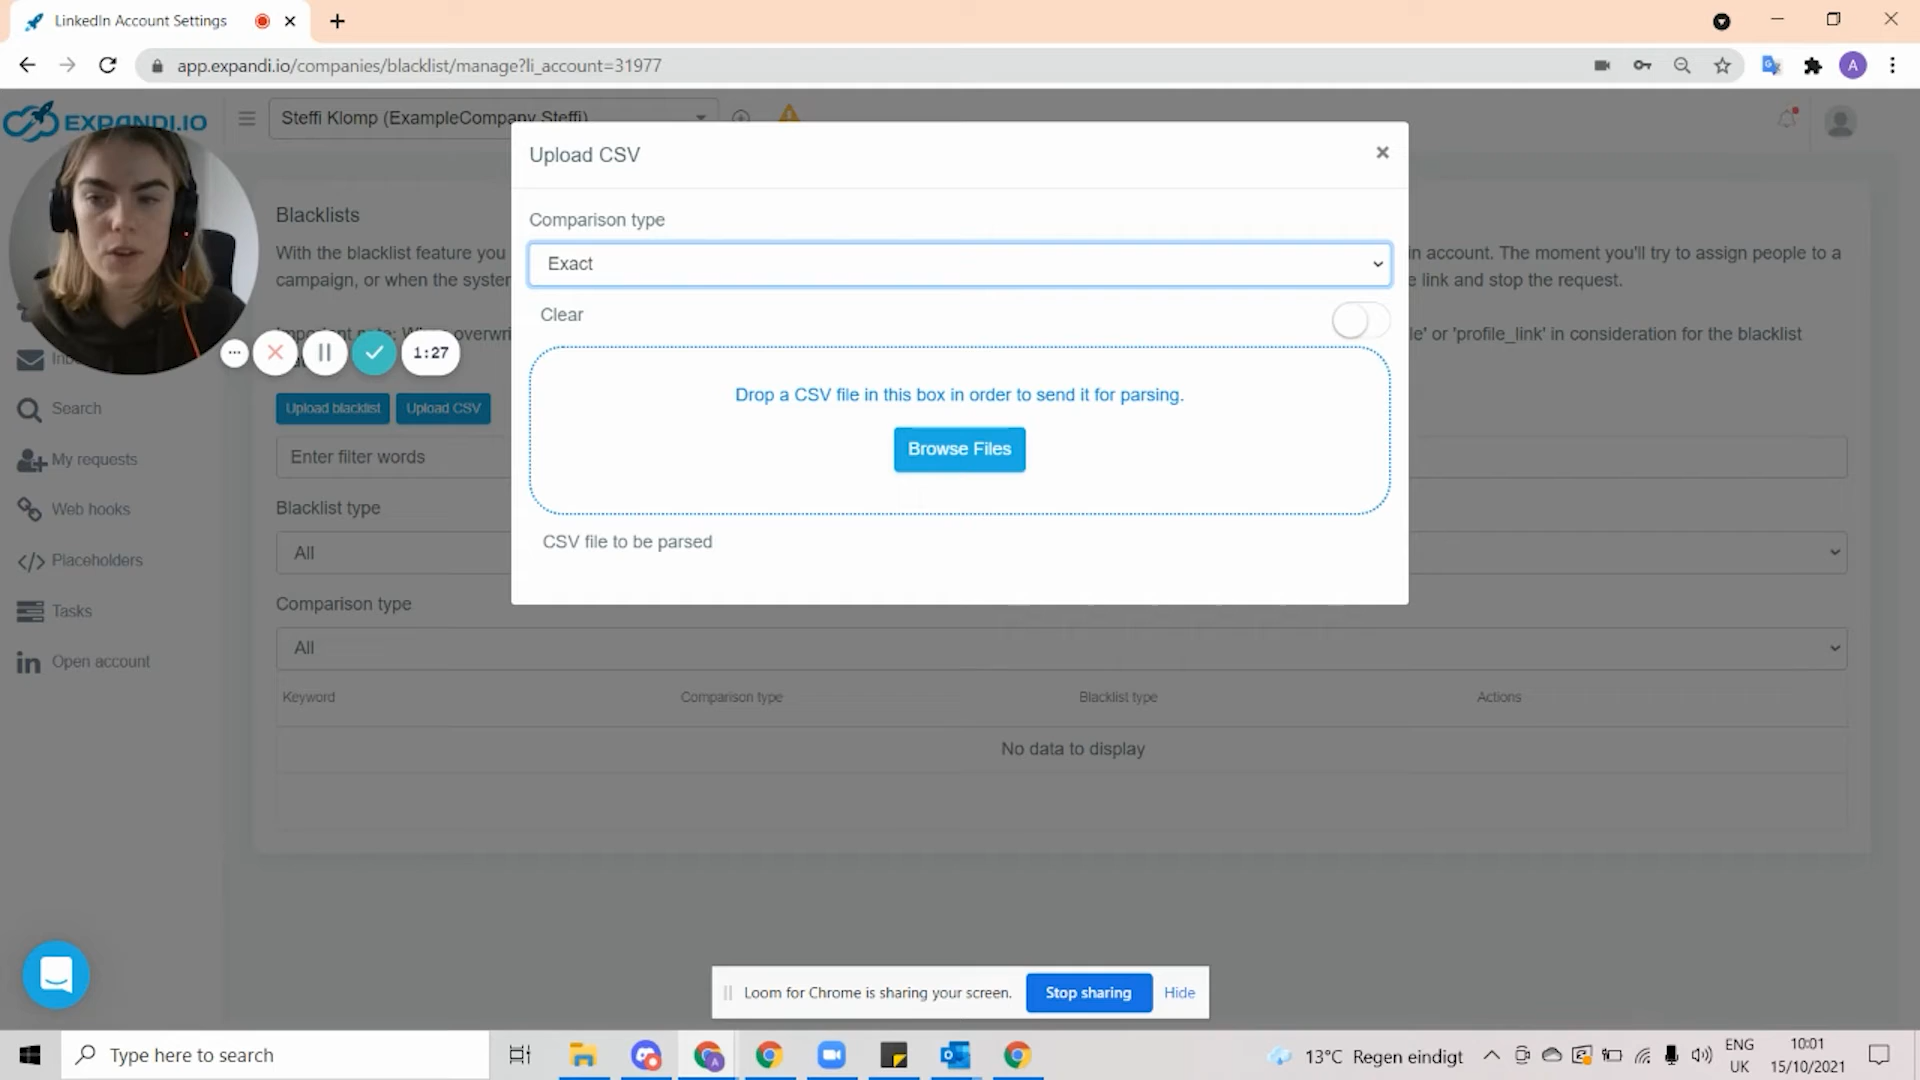 LinkedIn Account Settings
app.expandi.io/companies/blacklist/manage?li_account=31977
A
EXPANDI.IO
Steffi Klomp (ExampleCompany Steffi)
Upload CSV
Comparison type
Exact
Clear
Drop a CSV file in this box in order to send it for parsing.
Browse Files
CSV file to be parsed
Blacklists
With the blacklist feature you
in account. The moment you'll try to assign people to a
campaign, or when the system
e link and stop the request.
Important note: When overwri
le' or 'profile_link' in consideration for the blacklist
1:27
Search
Upload blacklist
Upload CSV
My requests
Enter filter words
Web hooks
Blacklist type
All
Placeholders
Comparison type
Tasks
All
Open account
Keyword
Comparison type
Blacklist type
Actions
No data to display
Loom for Chrome is sharing your screen.
Stop sharing
Hide
Type here to search
13°C Regen eindigt
ENG
UK
10:01
15/10/2021